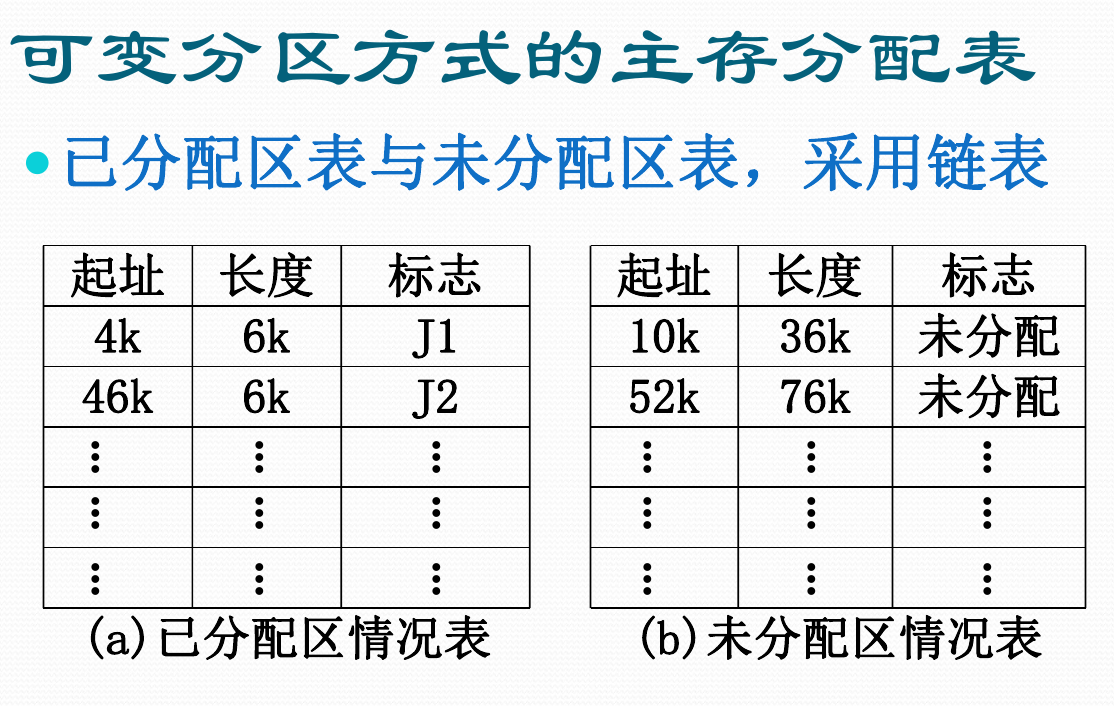 可变分区方式的主存分配表
•已分配区表与未分配区表，采用链表
起址 长度 标志
4k 6k J1
46k 6k J2
⋮ ⋮ ⋮
⋮ ⋮ ⋮
⋮ ⋮ ⋮
(a)已分配区情况表
起址 长度 标志
10k 36k 未分配
52k 76k 未分配
⋮ ⋮ ⋮
⋮ ⋮ ⋮
⋮ ⋮ ⋮
(b)未分配区情况表